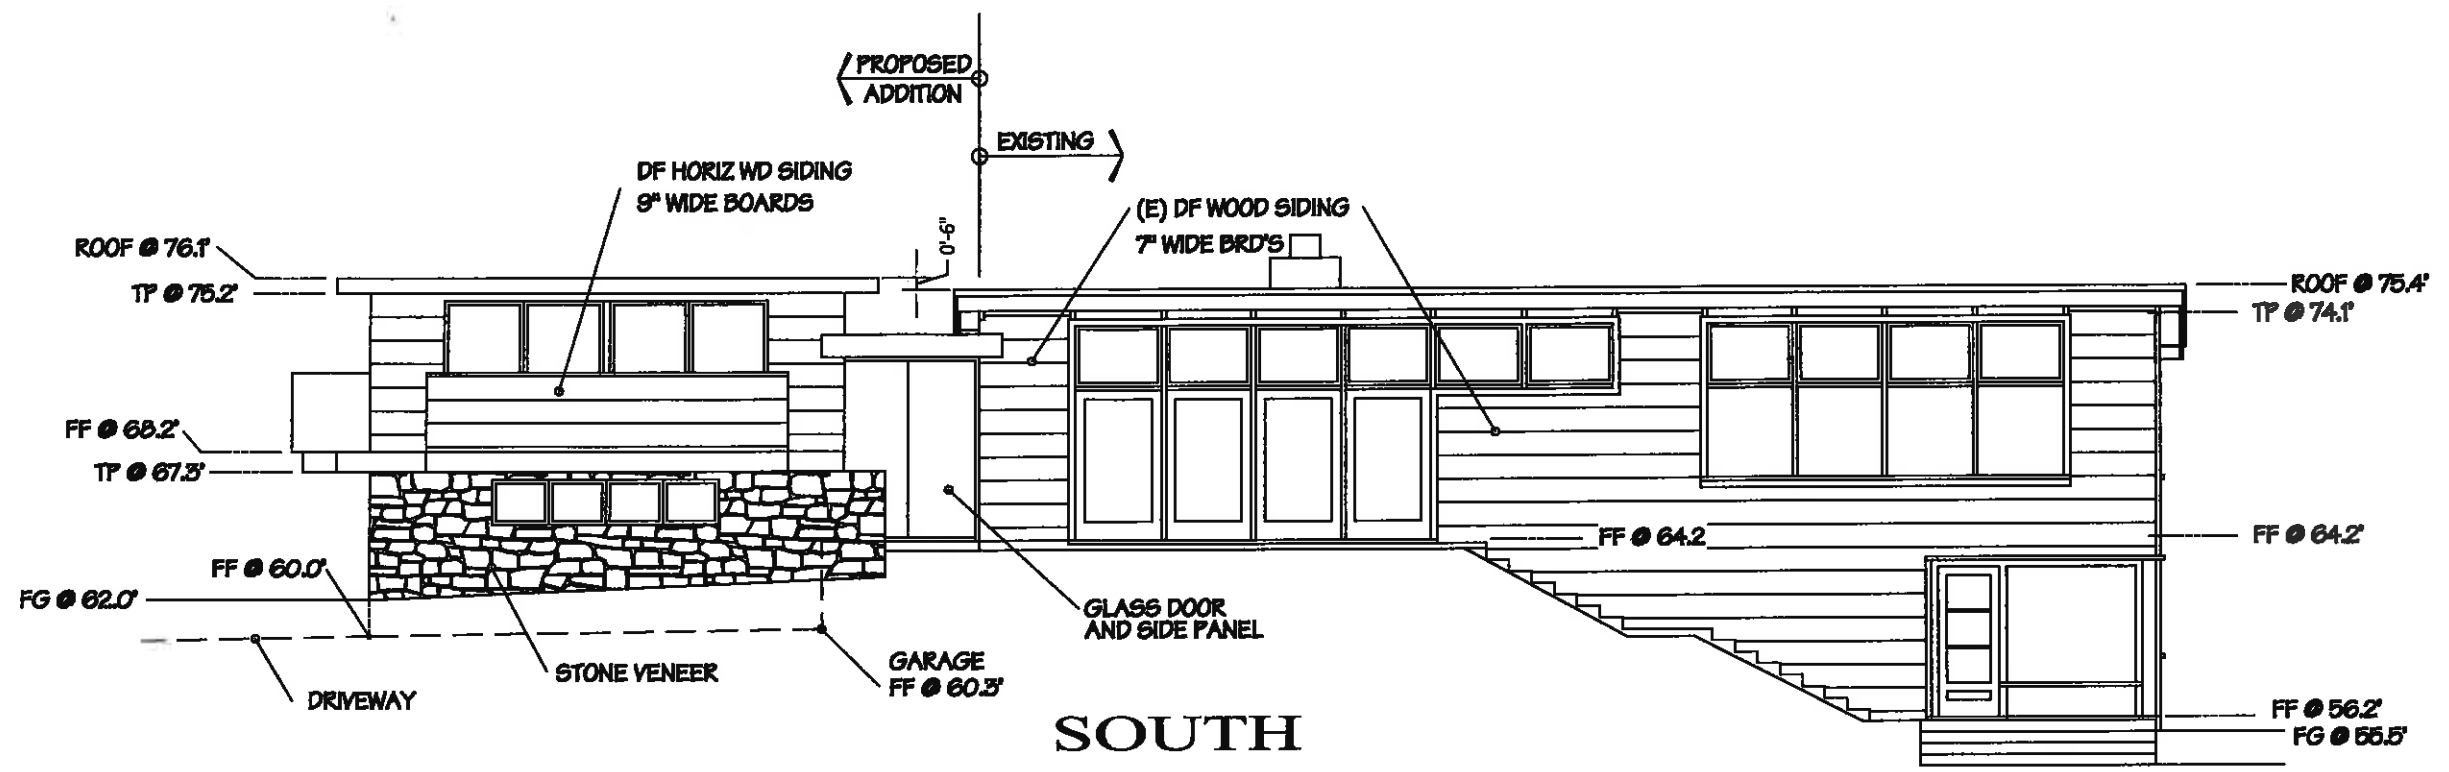 PROPOSED
ADDITION
EXISTING
DF HORIZ WD SIDING
9" WIDE BOARDS
(E) DF WOOD SIDING
7" WIDE BRD'S
0'-6"
ROOF @ 76.1'
TP @ 75.2'
ROOF @ 75.4'
TP @ 74.1'
FF @ 68.2'
TP @ 67.3'
FF @ 64.2
FF @ 64.2'
FF @ 60.0'
FG @ 62.0'
GLASS DOOR
AND SIDE PANEL
STONE VENEER
GARAGE
FF @ 60.3'
DRIVEWAY
FF @ 56.2'
FG @ 55.5'
SOUTH